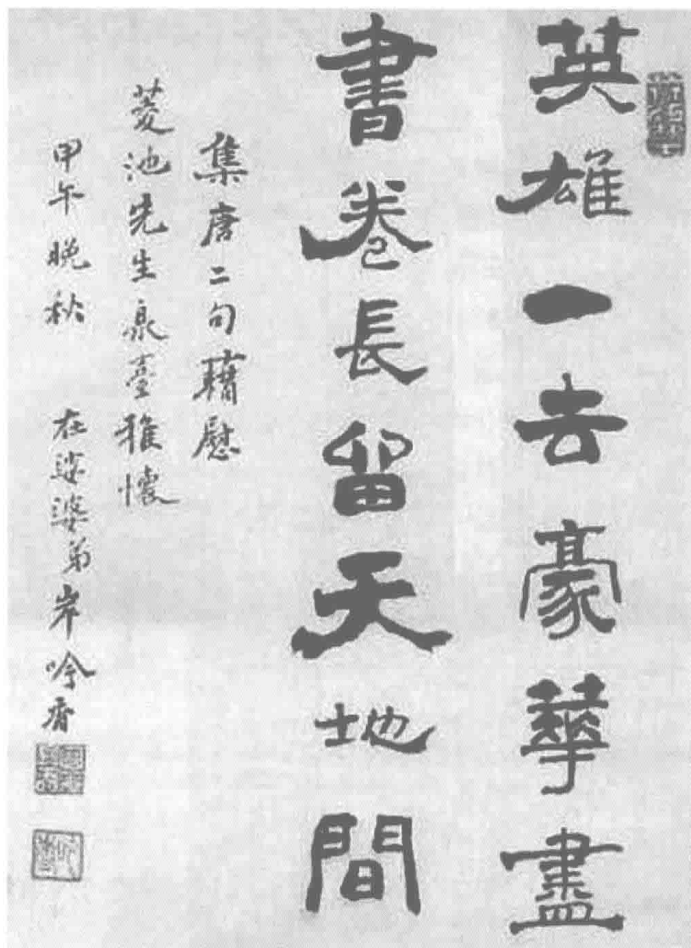 英雄一去豪華盡
書卷長留天地間
集唐二句藉慰
菱池先生泉臺雅懷
甲午晚秋 在娑婆弟岸吟